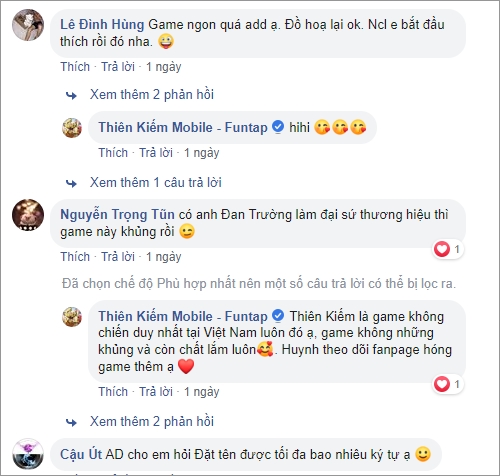 Lê Đình Hùng Game ngon quá add ạ. Đồ hoạ lại ok. Ncl e bắt đầu
thích rồi đó nha. 😜
Thích · Trả lời · 1 ngày
Xem thêm 2 phản hồi
Thiên Kiếm Mobile - Funtap hihi 😘😘😘
Thích · Trả lời · 1 ngày
Xem thêm 1 câu trả lời
Nguyễn Trọng Tũn có anh Đan Trường làm đại sứ thương hiệu thì
game này khủng rồi 😉
1
Thích · Trả lời · 1 ngày
Đã chọn chế độ Phù hợp nhất nên một số câu trả lời có thể bị lọc ra.
Thiên Kiếm Mobile - Funtap Thiên Kiếm là game không
chiến duy nhất tại Việt Nam luôn đó ạ, game không những
khủng và còn chất lắm luôn🥰. Huynh theo dõi fanpage hóng
game thêm ạ ❤️
1
Thích · Trả lời · 1 ngày
Xem thêm 2 phản hồi
Cậu Út AD cho em hỏi Đặt tên được tối đa bao nhiêu ký tự ạ 🙂